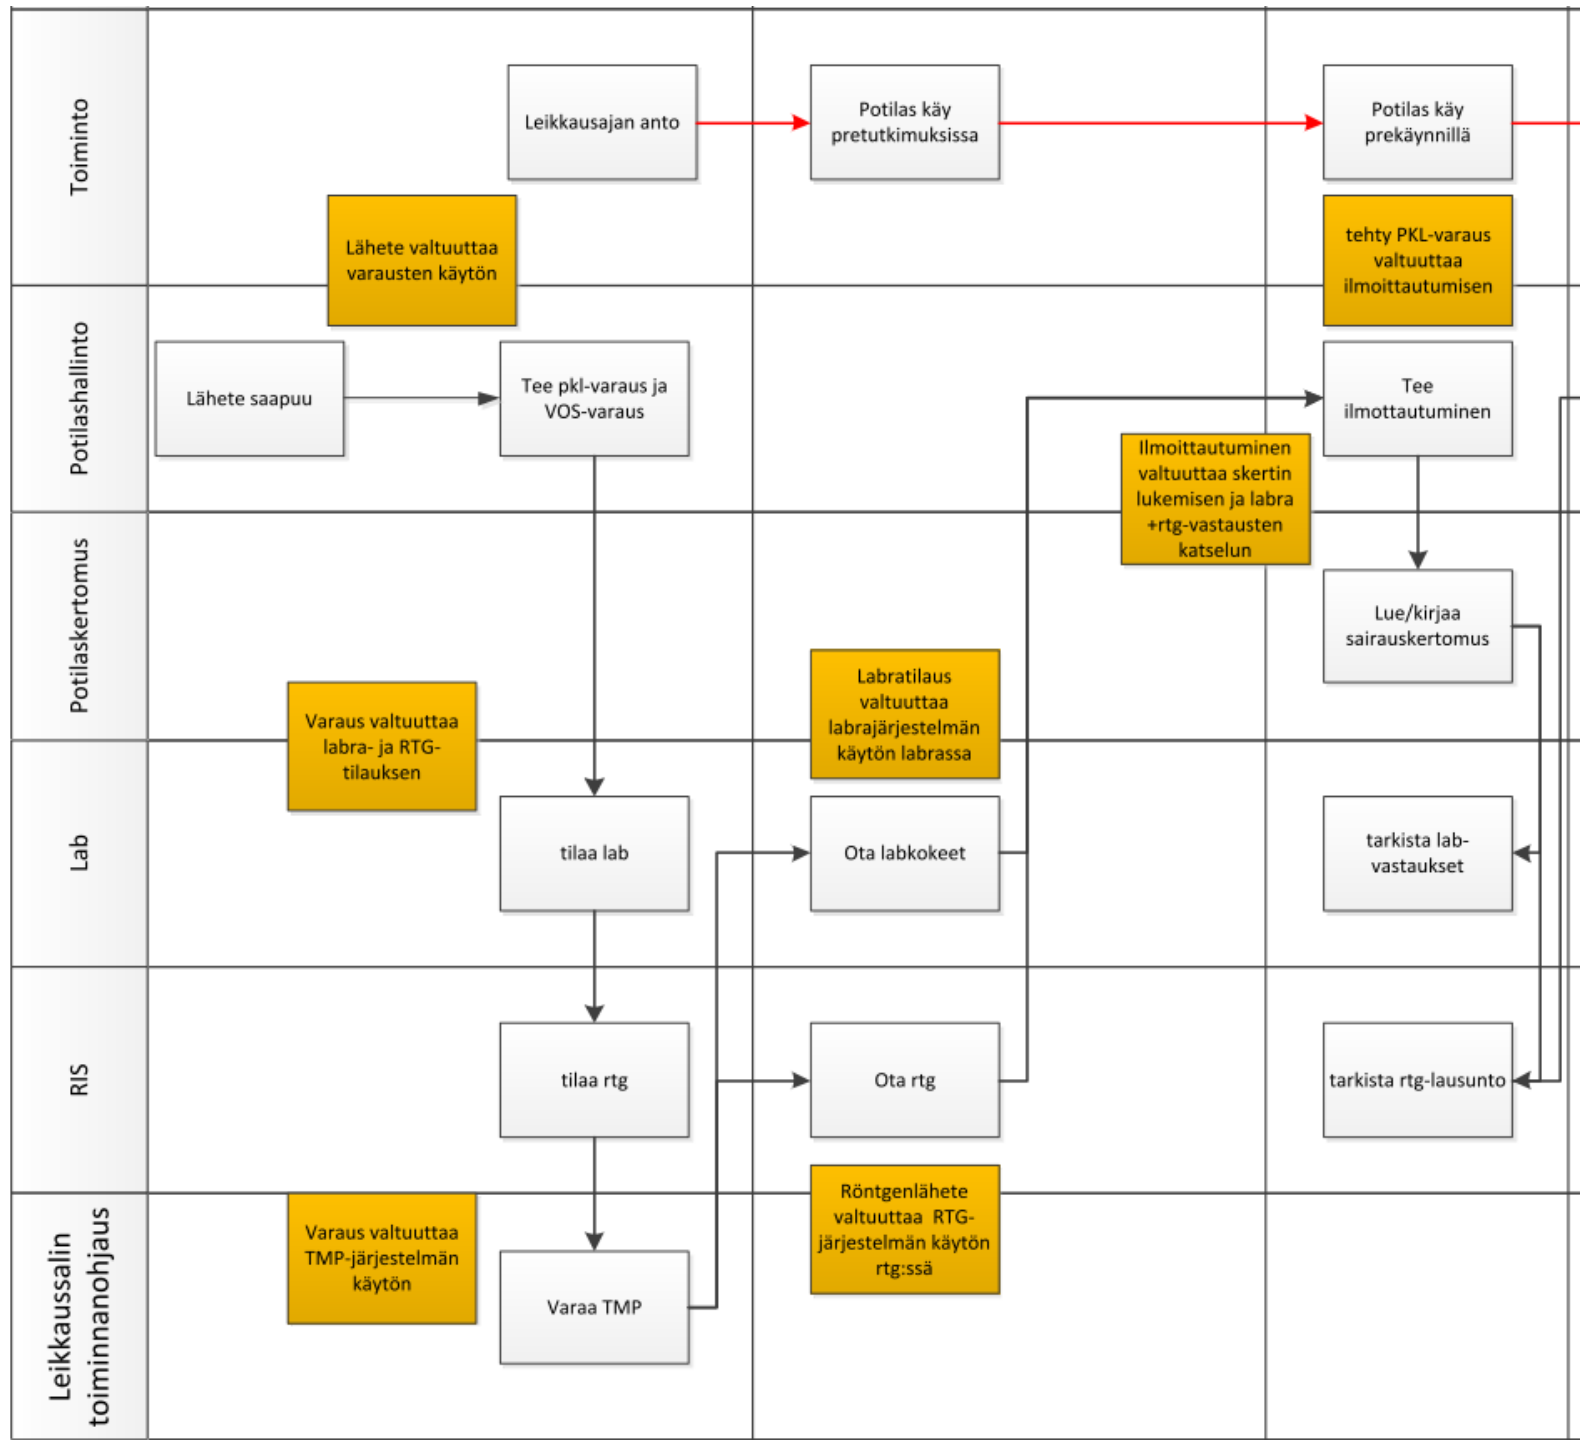 Toiminto
Leikkausajan anto
Potilas käy
pretutkimuksissa
Potilas käy
prekäynnillä
Lähete valtuuttaa
varausten käytön
tehty PKL-varaus
valtuuttaa
ilmoittautumisen
Potilashallinto
Lähete saapuu
Tee pkl-varaus ja
VOS-varaus
Tee
ilmottautuminen
Ilmoittautuminen
valtuuttaa skertin
lukemisen ja labra
+rtg-vastausten
katselun
Potilaskertomus
Lue/kirjaa
sairauskertomus
Varaus valtuuttaa
labra- ja RTG-
tilauksen
Labratilaus
valtuuttaa
labrajärjestelmän
käytön labrassa
Lab
tilaa lab
Ota labkokeet
tarkista lab-
vastaukset
RIS
tilaa rtg
Ota rtg
tarkista rtg-lausunto
Leikkaussalin
toiminnanohjaus
Varaus valtuuttaa
TMP-järjestelmän
käytön
Varaa TMP
Röntgenlähete
valtuuttaa RTG-
järjestelmän käytön
rtg:ssä